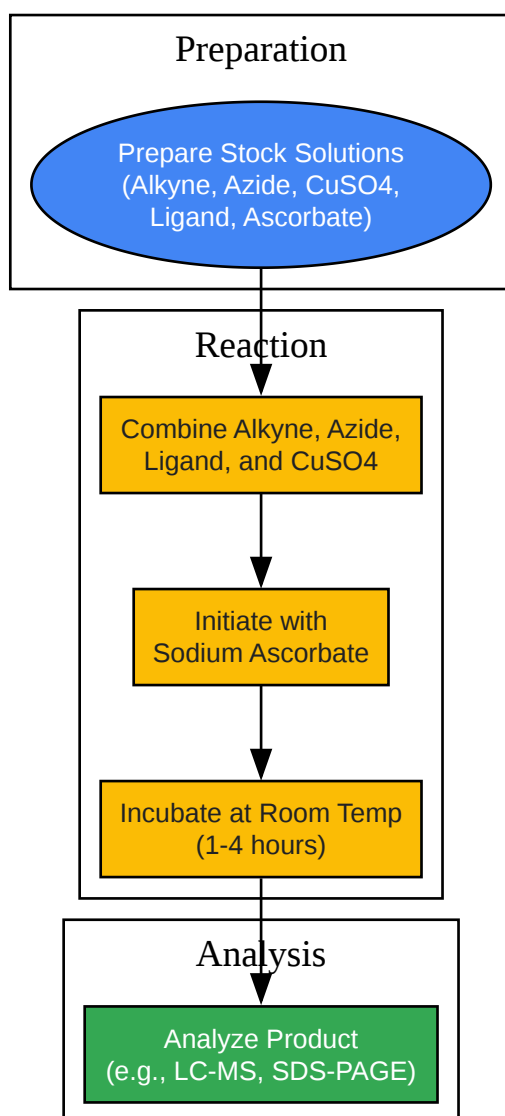 Preparation
Prepare Stock Solutions
(Alkyne, Azide, CuSO4,
Ligand, Ascorbate)
Reaction
Combine Alkyne, Azide,
Ligand, and CuSO4
Initiate with
Sodium Ascorbate
Incubate at Room Temp
(1-4 hours)
Analysis
Analyze Product
(e.g., LC-MS, SDS-PAGE)